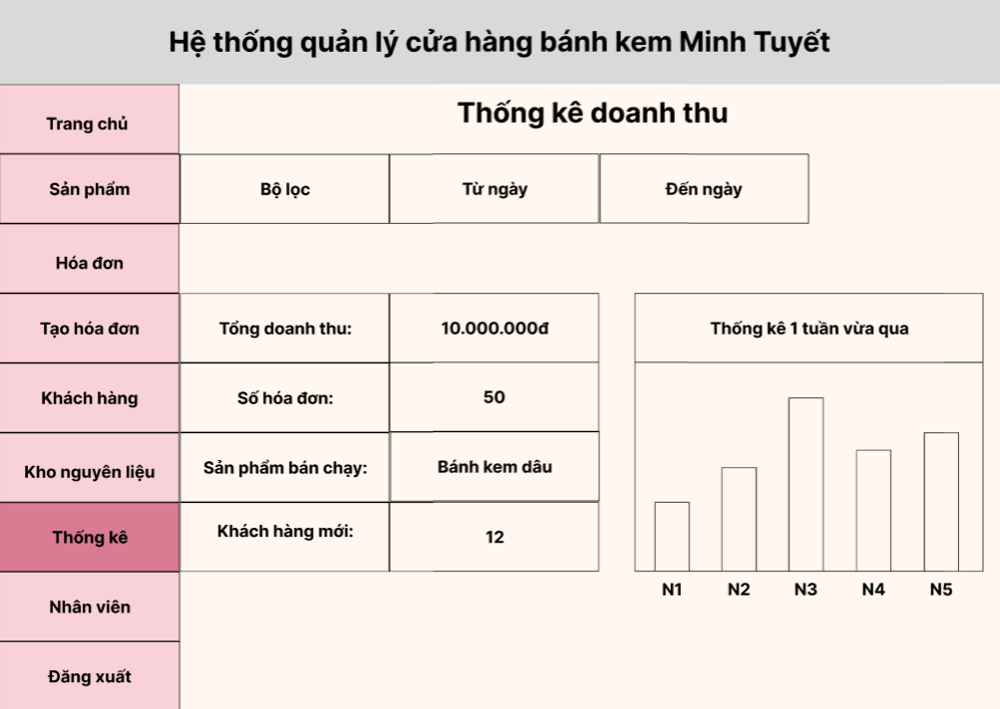 Hệ thống quản lý cửa hàng bánh kem Minh Tuyết
Trang chủ
Sản phẩm
Hóa đơn
Tạo hóa đơn
Khách hàng
Kho nguyên liệu
Thống kê
Nhân viên
Đăng xuất
Thống kê doanh thu
Bộ lọc
Từ ngày
Đến ngày
Tổng doanh thu:
10.000.000đ
Số hóa đơn:
50
Sản phẩm bán chạy:
Bánh kem dâu
Khách hàng mới:
12
Thống kê 1 tuần vừa qua
N1
N2
N3
N4
N5